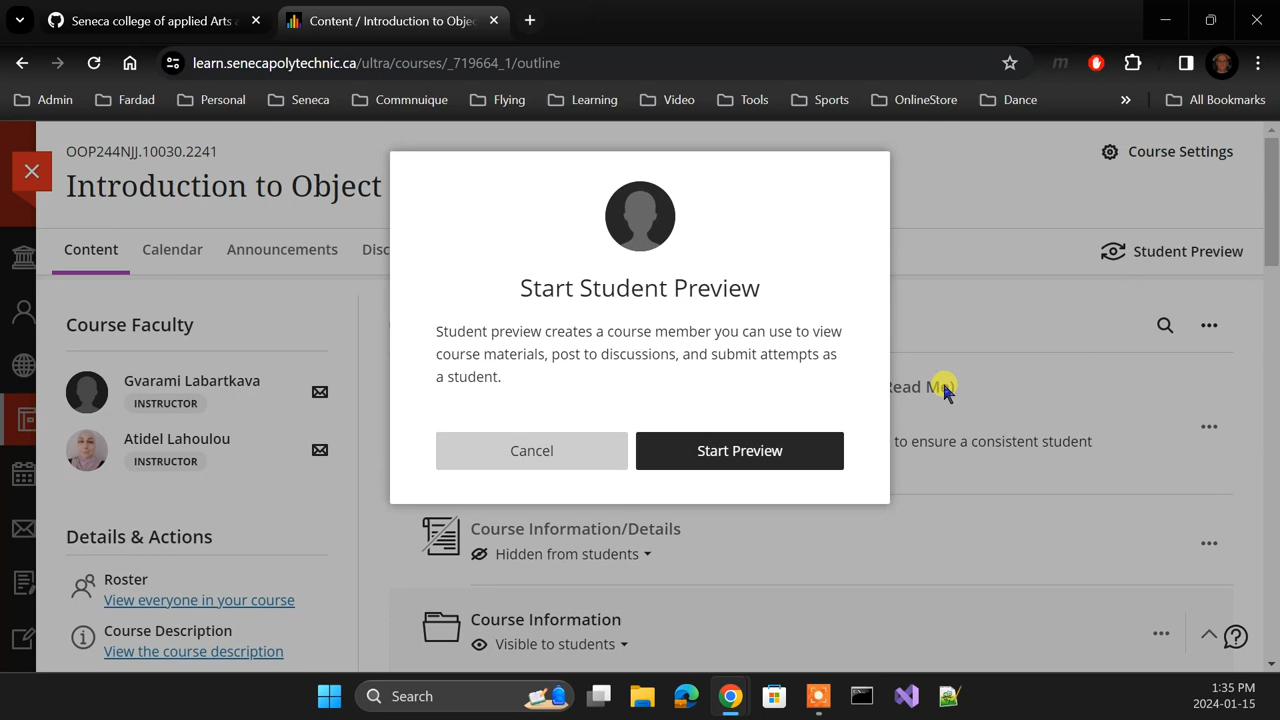 Seneca college of applied Arts a
Content / Introduction to Objec
learn.senecapolytechnic.ca/ultra/courses/_719664_1/outline
Admin
Fardad
Personal
Seneca
Commnuique
Flying
Learning
Video
Tools
Sports
OnlineStore
Dance
»
All Bookmarks
OOP244NJJ.10030.2241
Introduction to Object
Course Settings
Content
Calendar
Announcements
Disc
Student Preview
Start Student Preview
Student preview creates a course member you can use to view
course materials, post to discussions, and submit attempts as
a student.
Cancel
Start Preview
Course Faculty
Gvarami Labartkava
INSTRUCTOR
Atidel Lahoulou
INSTRUCTOR
Details & Actions
Roster
View everyone in your course
Course Description
View the course description
Read Me)
to ensure a consistent student
Course Information/Details
Hidden from students
Course Information
Visible to students
Search
1:35 PM
2024-01-15